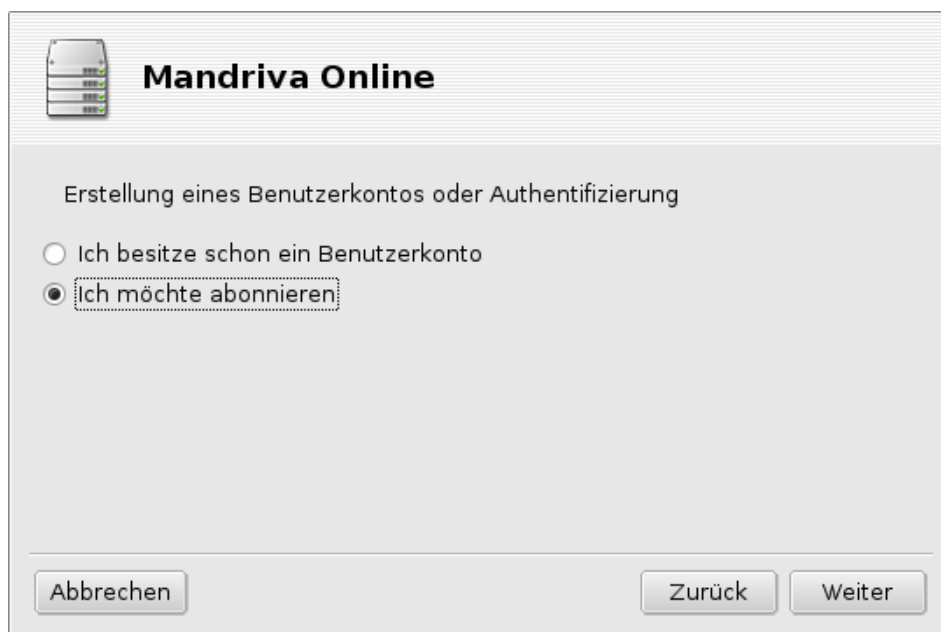 Mandriva Online
Erstellung eines Benutzerkontos oder Authentifizierung
Ich besitze schon ein Benutzerkonto
Ich möchte abonnieren
Abbrechen
Zurück
Weiter